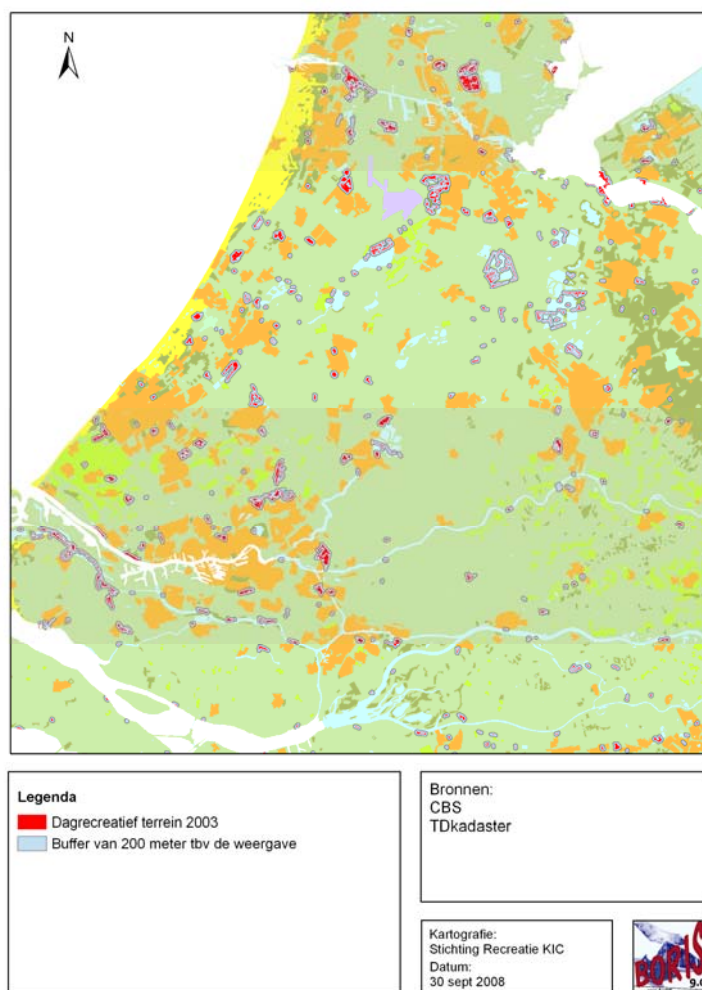 N
Legenda
Dagrecreatief terrein 2003
Buffer van 200 meter tbv de weergave
Bronnen:
CBS
TDkadaster
Kartografie:
Stichting Recreatie KIC
Datum:
30 sept 2008
BORIS